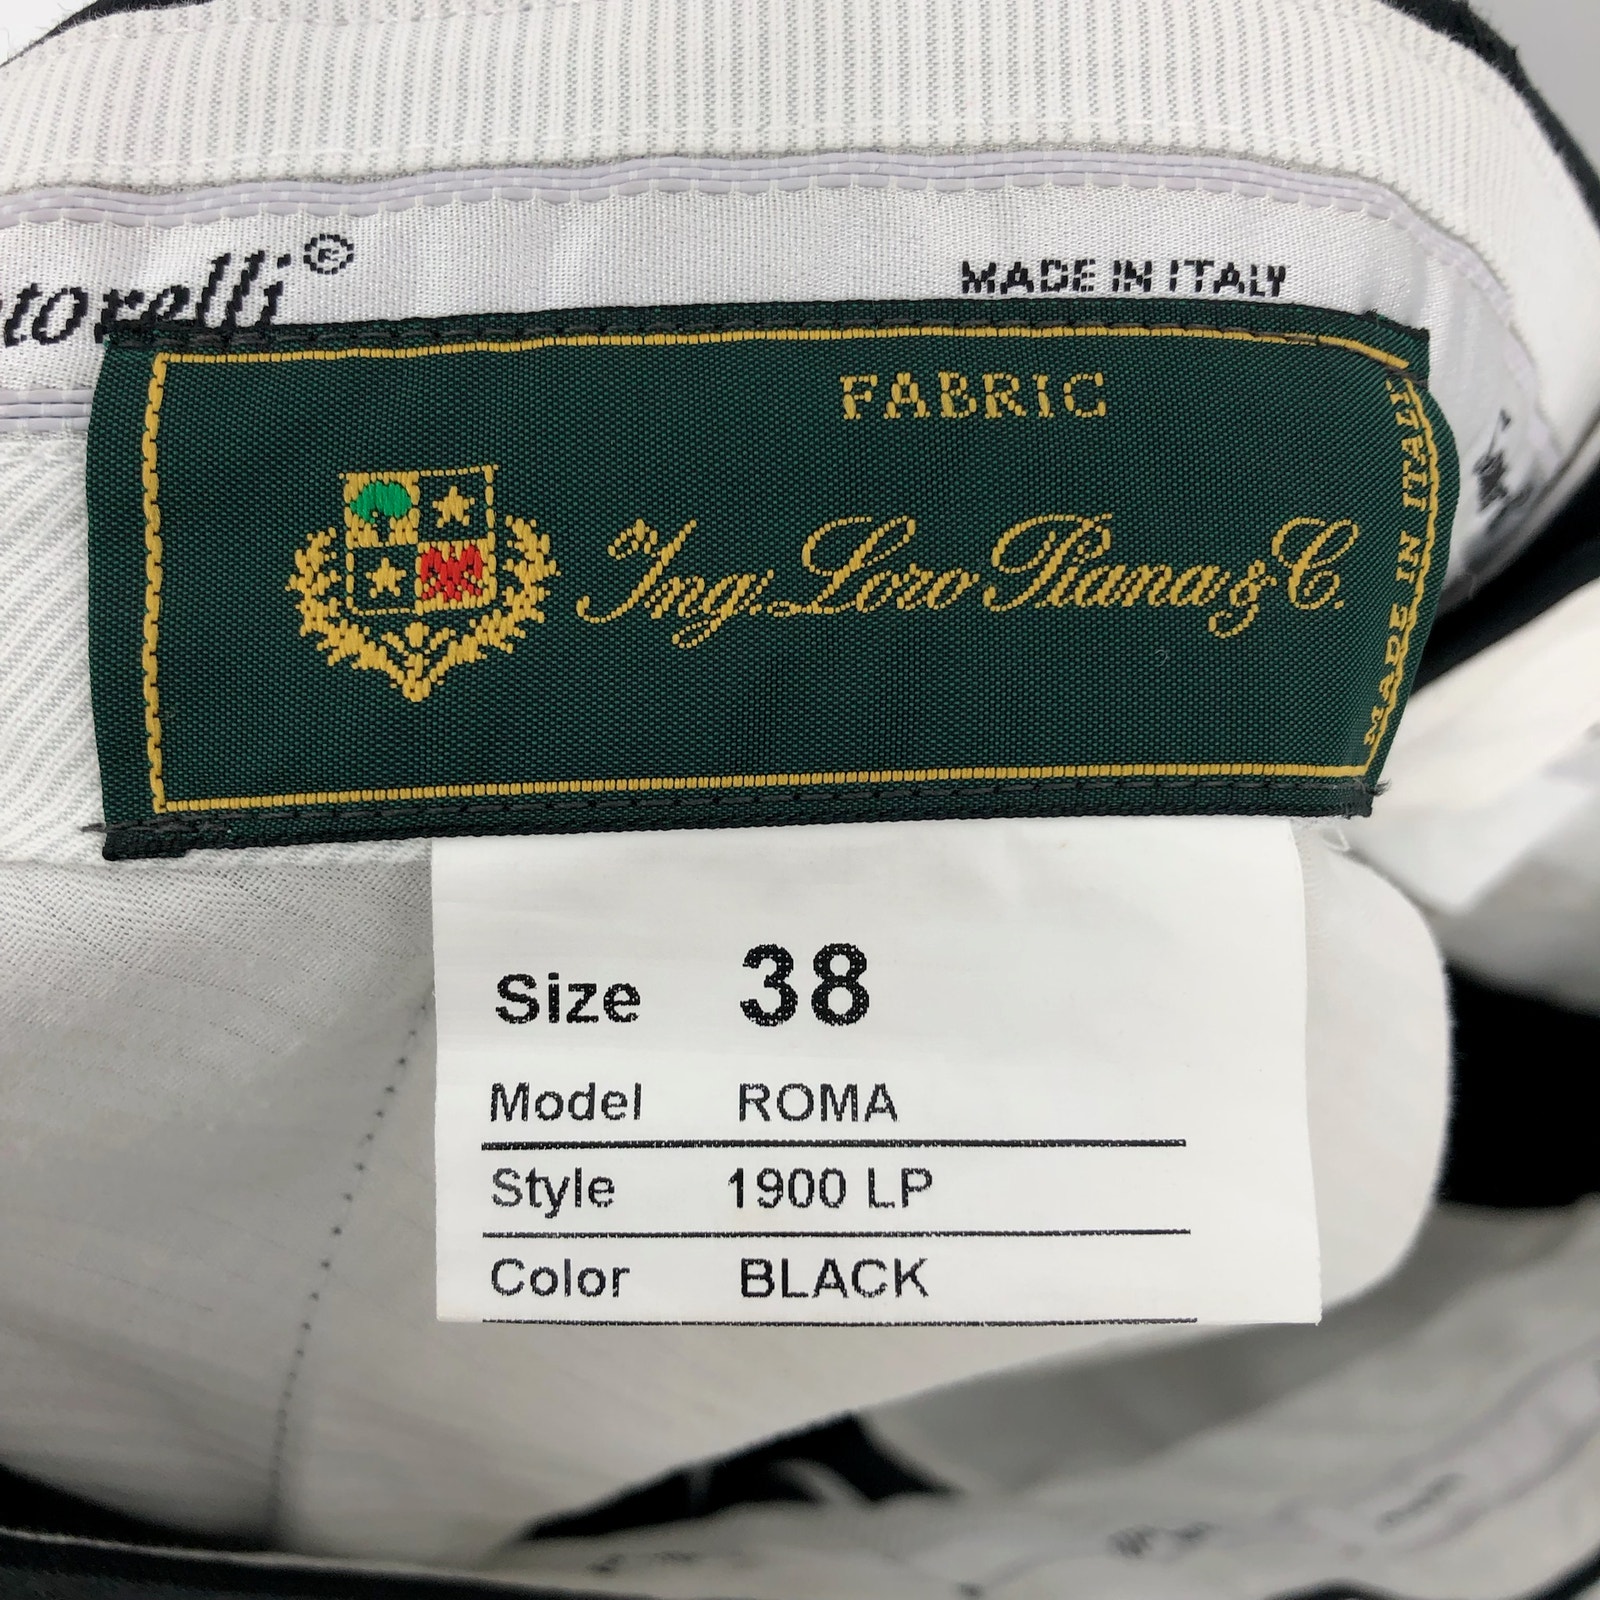 torelli®
MADE IN ITALY
FABRIC
Ing. Loro Piana & C.
MADE IN ITALY
Size 38
Model ROMA
Style 1900 LP
Color BLACK